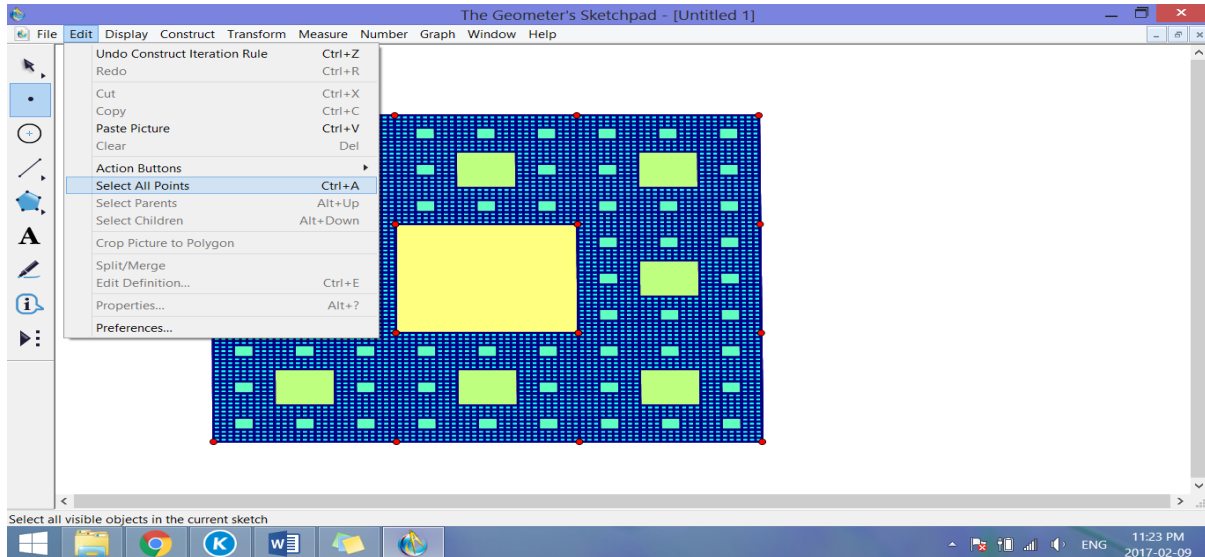 The Geometer's Sketchpad - [Untitled 1]
File Edit Display Construct Transform Measure Number Graph Window Help
Undo Construct Iteration Rule Ctrl+Z
Redo Ctrl+R
Cut Ctrl+X
Copy Ctrl+C
Paste Picture Ctrl+V
Clear Del
Action Buttons
Select All Points Ctrl+A
Select Parents Alt+Up
Select Children Alt+Down
Crop Picture to Polygon
Split/Merge
Edit Definition... Ctrl+E
Properties... Alt+?
Preferences...
A
i
Select all visible objects in the current sketch
K
W
ENG
11:23 PM
2017-02-09